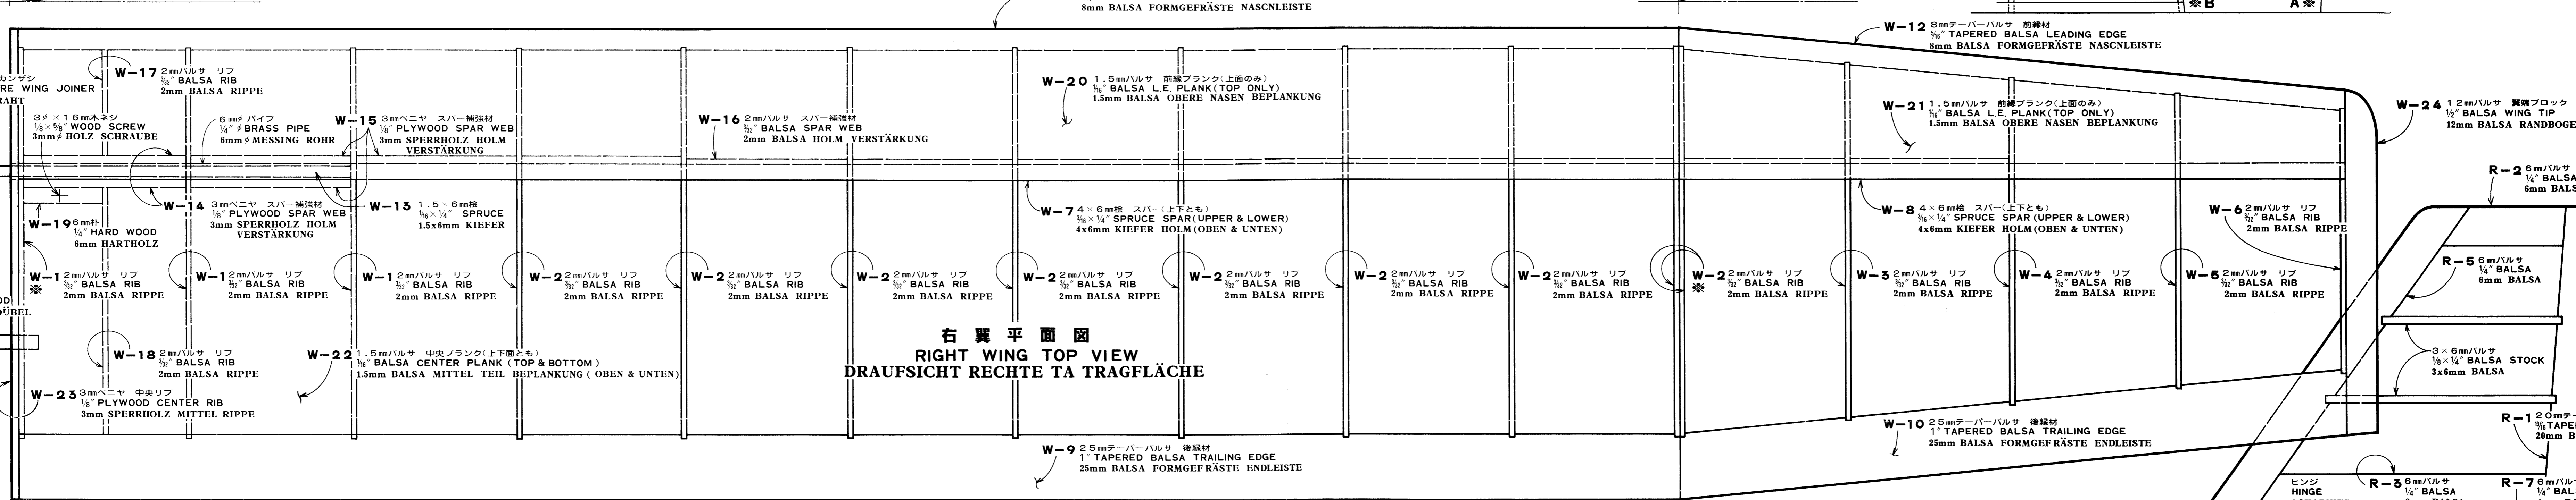 8mm BALSA FORMGEFRÄSTE NASCNLEISTE
※B
A※
W-12 8mmテーパーバルサ 前縁材
5/16" TAPERED BALSA LEADING EDGE
8mm BALSA FORMGEFRÄSTE NASCNLEISTE
カンザシ
RE WING JOINER
RAHT
W-17 2mmバルサ リブ
3/32" BALSA RIB
2mm BALSA RIPPE
3φ×16mm木ネジ
1/8×5/8" WOOD SCREW
3mmφ HOLZ SCHRAUBE
6mmφ パイプ
1/4"φ BRASS PIPE
6mmφ MESSING ROHR
W-15 3mmベニヤ スパー補強材
1/8" PLYWOOD SPAR WEB
3mm SPERRHOLZ HOLM
VERSTÄRKUNG
W-16 2mmバルサ スパー補強材
3/32" BALSA SPAR WEB
2mm BALSA HOLM VERSTÄRKUNG
W-20 1.5mmバルサ 前縁プランク(上面のみ)
1/16" BALSA L.E. PLANK (TOP ONLY)
1.5mm BALSA OBERE NASEN BEPLANKUNG
W-21 1.5mmバルサ 前縁プランク(上面のみ)
1/16" BALSA L.E. PLANK (TOP ONLY)
1.5mm BALSA OBERE NASEN BEPLANKUNG
W-24 12mmバルサ 翼端ブロック
1/2" BALSA WING TIP
12mm BALSA RANDBOGE
R-2 6mmバルサ
1/4" BALSA
6mm BALS
W-19 6mm朴
1/4" HARD WOOD
6mm HARTHOLZ
W-14 3mmベニヤ スパー補強材
1/8" PLYWOOD SPAR WEB
3mm SPERRHOLZ HOLM
VERSTÄRKUNG
W-13 1.5×6mm桧
1/16×1/4" SPRUCE
1.5x6mm KIEFER
W-7 4×6mm桧 スパー(上下とも)
3/16×1/4" SPRUCE SPAR (UPPER & LOWER)
4x6mm KIEFER HOLM (OBEN & UNTEN)
W-8 4×6mm桧 スパー(上下とも)
3/16×1/4" SPRUCE SPAR (UPPER & LOWER)
4x6mm KIEFER HOLM (OBEN & UNTEN)
W-6 2mmバルサ リブ
3/32" BALSA RIB
2mm BALSA RIPPE
W-1 2mmバルサ リブ
※ 3/32" BALSA RIB
2mm BALSA RIPPE
W-1 2mmバルサ リブ
3/32" BALSA RIB
2mm BALSA RIPPE
W-1 2mmバルサ リブ
3/32" BALSA RIB
2mm BALSA RIPPE
W-2 2mmバルサ リブ
3/32" BALSA RIB
2mm BALSA RIPPE
W-2 2mmバルサ リブ
3/32" BALSA RIB
2mm BALSA RIPPE
W-2 2mmバルサ リブ
3/32" BALSA RIB
2mm BALSA RIPPE
W-2 2mmバルサ リブ
3/32" BALSA RIB
2mm BALSA RIPPE
W-2 2mmバルサ リブ
3/32" BALSA RIB
2mm BALSA RIPPE
W-2 2mmバルサ リブ
3/32" BALSA RIB
2mm BALSA RIPPE
W-2 2mmバルサ リブ
3/32" BALSA RIB
2mm BALSA RIPPE
W-2 2mmバルサ リブ
※ 3/32" BALSA RIB
2mm BALSA RIPPE
W-3 2mmバルサ リブ
3/32" BALSA RIB
2mm BALSA RIPPE
W-4 2mmバルサ リブ
3/32" BALSA RIB
2mm BALSA RIPPE
W-5 2mmバルサ リブ
3/32" BALSA RIB
2mm BALSA RIPPE
R-5 6mmバルサ
1/4" BALSA
6mm BALSA
OD
ÜBEL
W-18 2mmバルサ リブ
3/32" BALSA RIB
2mm BALSA RIPPE
W-22 1.5mmバルサ 中央プランク(上下面とも)
1/16" BALSA CENTER PLANK (TOP & BOTTOM)
1.5mm BALSA MITTEL TEIL BEPLANKUNG (OBEN & UNTEN)
右翼平面図
RIGHT WING TOP VIEW
DRAUFSICHT RECHTE TA TRAGFLÄCHE
3×6mmバルサ
1/8×1/4" BALSA STOCK
3x6mm BALSA
W-23 3mmベニヤ 中央リブ
1/8" PLYWOOD CENTER RIB
3mm SPERRHOLZ MITTEL RIPPE
W-9 25mmテーパーバルサ 後縁材
1" TAPERED BALSA TRAILING EDGE
25mm BALSA FORMGEFRÄSTE ENDLEISTE
W-10 25mmテーパーバルサ 後縁材
1" TAPERED BALSA TRAILING EDGE
25mm BALSA FORMGEFRÄSTE ENDLEISTE
R-1 20mmテー
TAPE
20mm B
ヒンジ
HINGE
R-3 6mmバルサ
1/4" BALSA
R-7 6mmバル
1/4" BAL